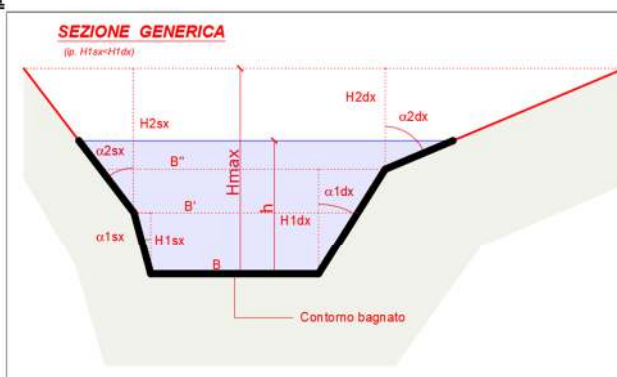 SEZIONE GENERICA
(ip. H1sx<H1dx)
H2dx
H2sx
α2dx
α2sx
B"
Hmax
α1dx
h
B'
H1dx
α1sx
H1sx
B
Contorno bagnato